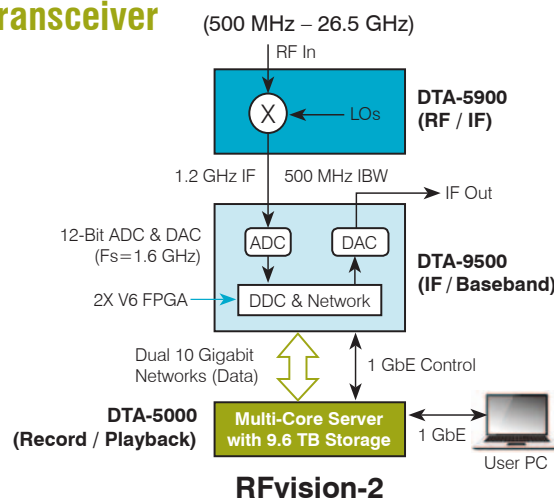 ransceiver
(500 MHz – 26.5 GHz)
RF In
X
LOs
DTA-5900
(RF / IF)
1.2 GHz IF
500 MHz IBW
IF Out
12-Bit ADC & DAC
(Fs=1.6 GHz)
ADC
DAC
DTA-9500
(IF / Baseband)
2X V6 FPGA
DDC & Network
Dual 10 Gigabit
Networks (Data)
1 GbE Control
DTA-5000
(Record / Playback)
Multi-Core Server
with 9.6 TB Storage
1 GbE
User PC
RFvision-2